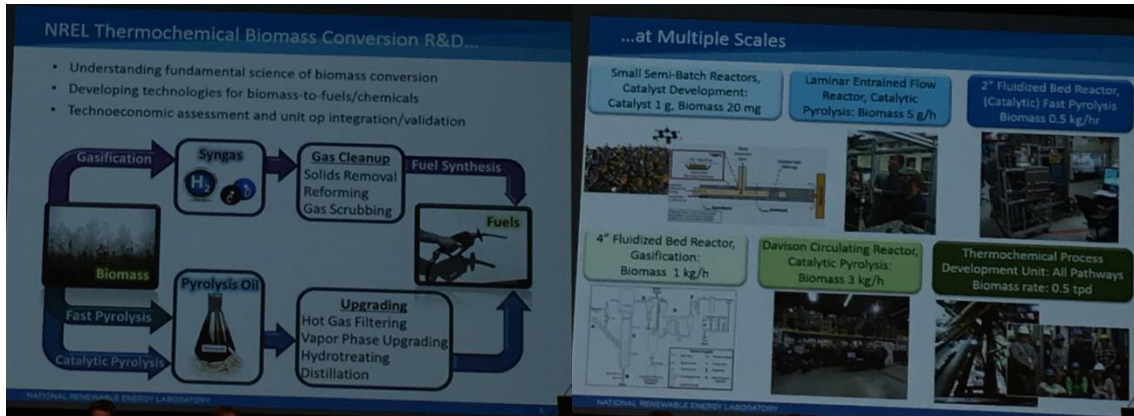 NREL Thermochemical Biomass Conversion R&D...
• Understanding fundamental science of biomass conversion
• Developing technologies for biomass-to-fuels/chemicals
• Technoeconomic assessment and unit op integration/validation
Gasification
Syngas
H2
Gas Cleanup
Solids Removal
Reforming
Gas Scrubbing
Fuel Synthesis
Biomass
Fuels
Fast Pyrolysis
Catalytic Pyrolysis
Pyrolysis Oil
Upgrading
Hot Gas Filtering
Vapor Phase Upgrading
Hydrotreating
Distillation
NATIONAL RENEWABLE ENERGY LABORATORY
...at Multiple Scales
Small Semi-Batch Reactors,
Catalyst Development:
Catalyst 1 g, Biomass 20 mg
Laminar Entrained Flow
Reactor, Catalytic
Pyrolysis: Biomass 5 g/h
2" Fluidized Bed Reactor,
(Catalytic) Fast Pyrolysis
Biomass 0.5 kg/hr
4" Fluidized Bed Reactor,
Gasification:
Biomass 1 kg/h
Davison Circulating Reactor,
Catalytic Pyrolysis:
Biomass 3 kg/h
Thermochemical Process
Development Unit: All Pathways
Biomass rate: 0.5 tpd
NATIONAL RENEWABLE ENERGY LABORATORY